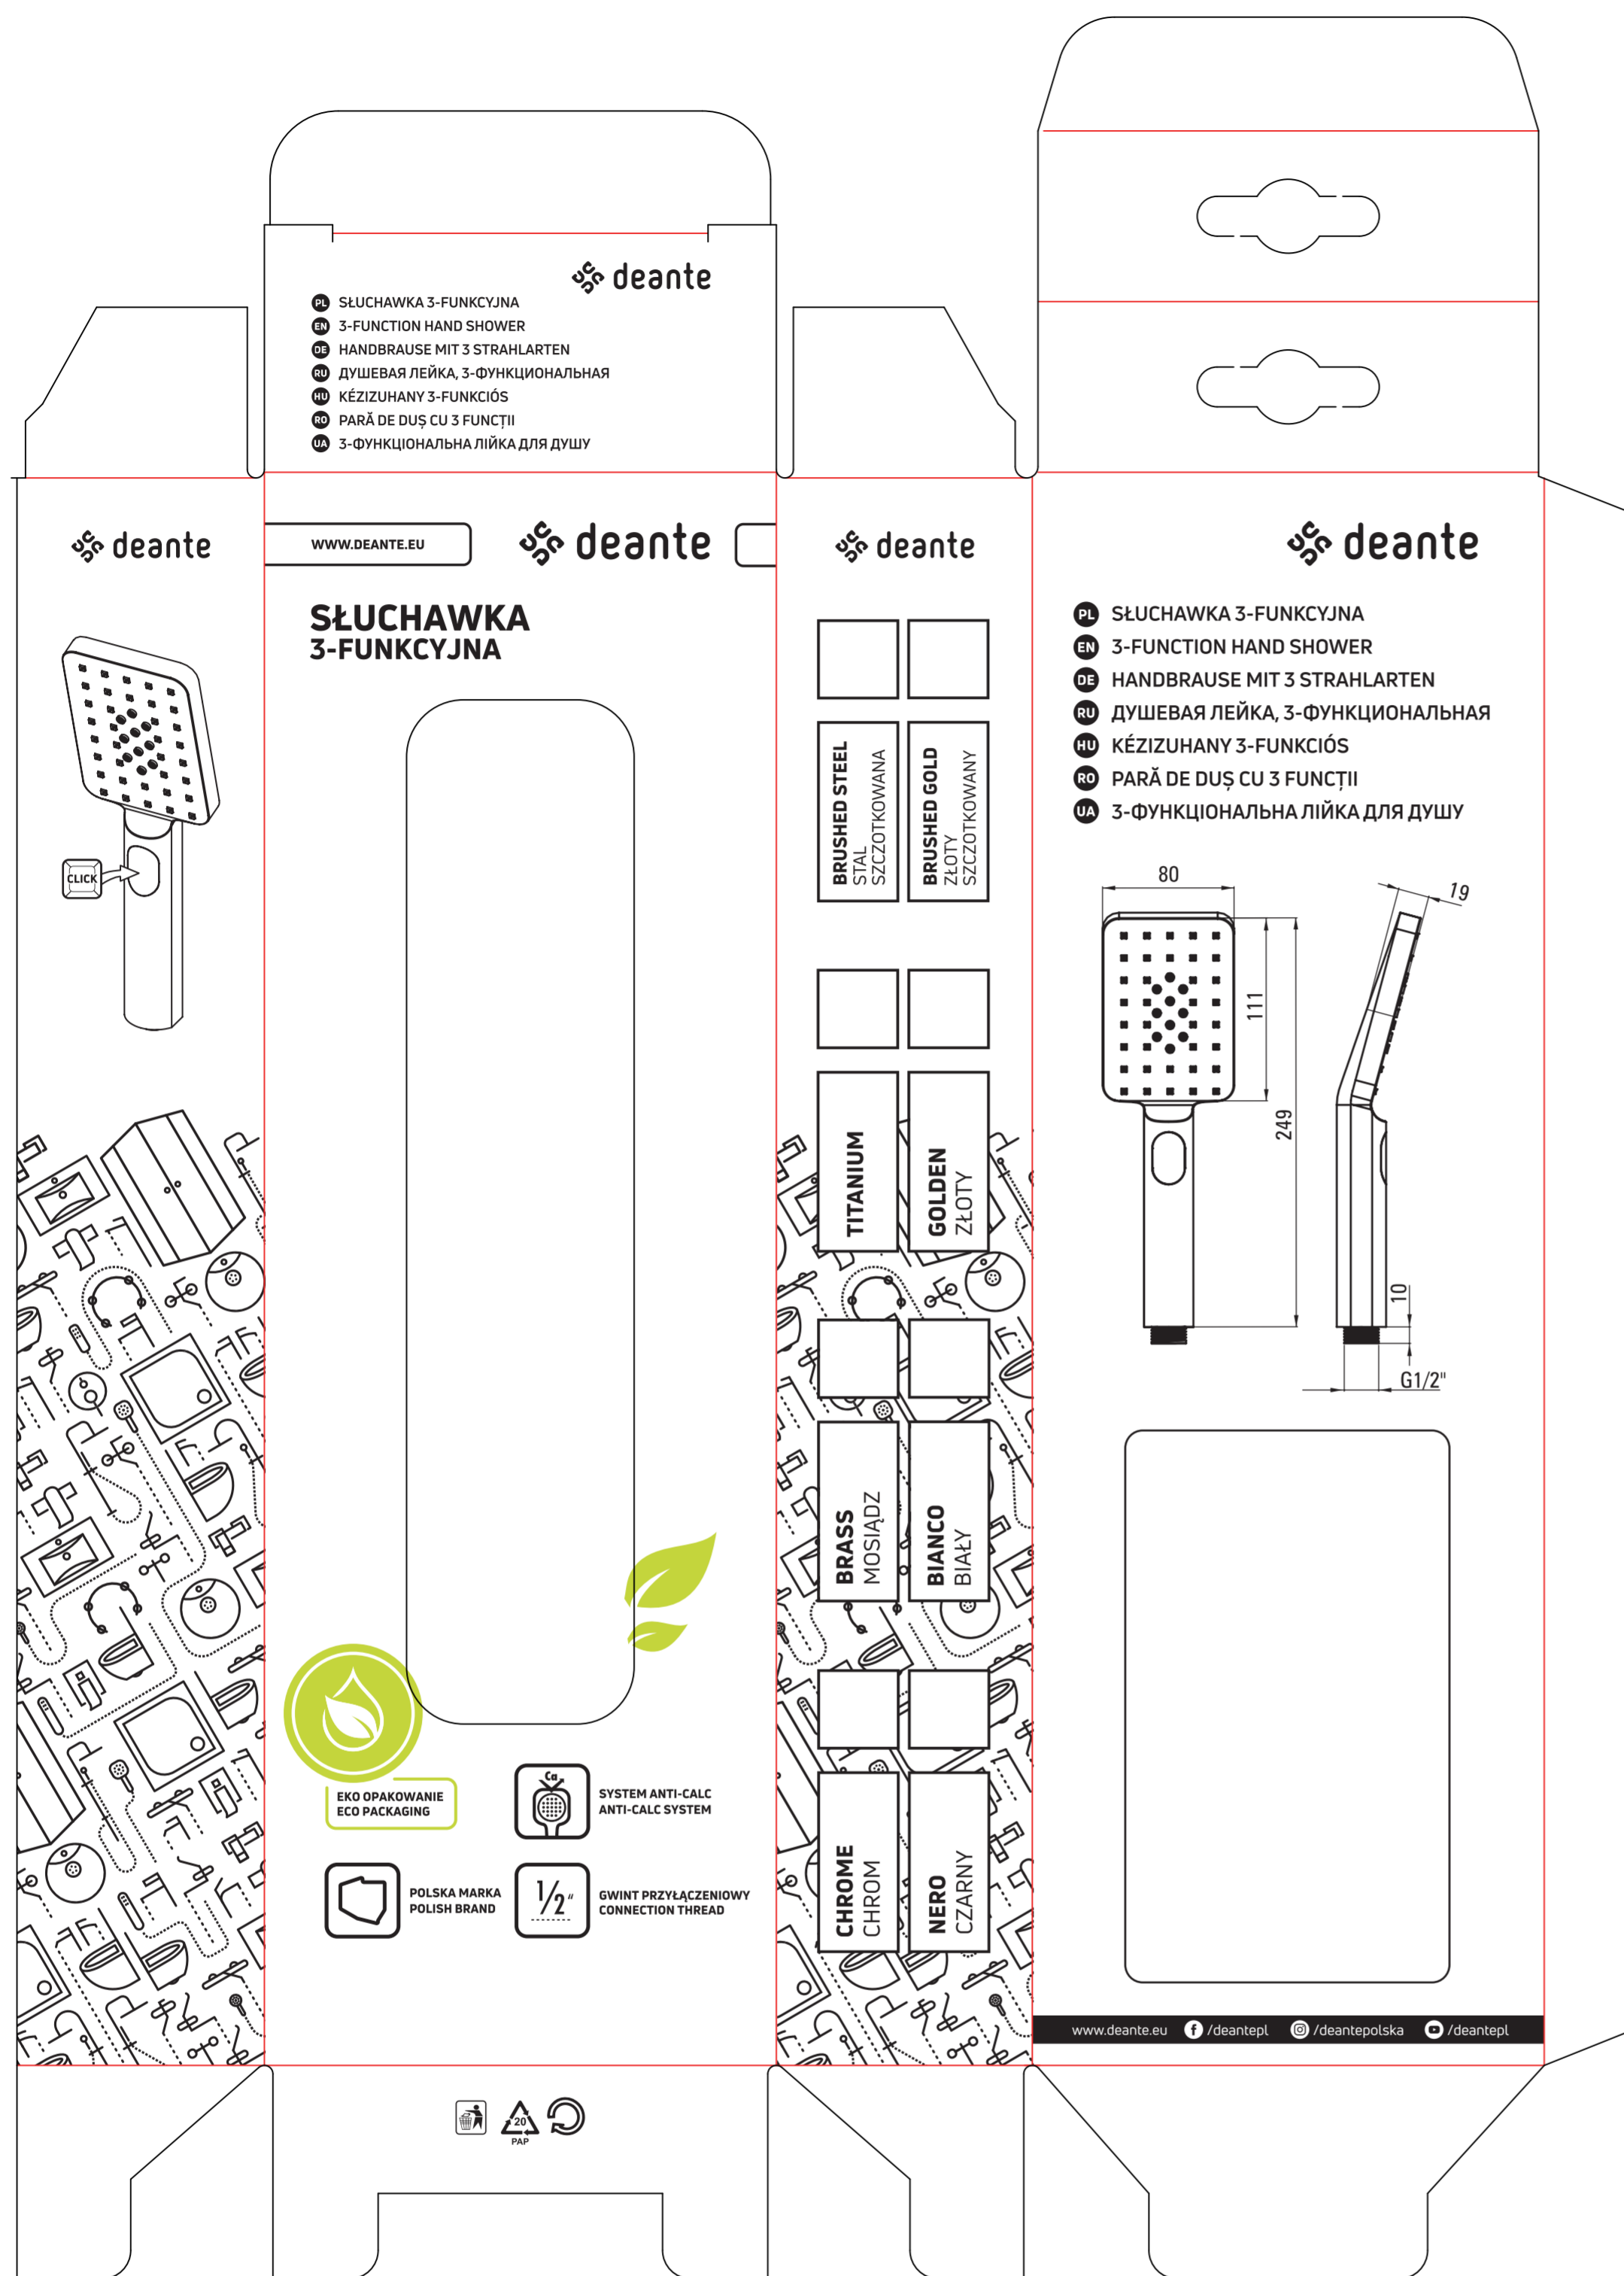 deante
PL SŁUCHAWKA 3-FUNKCYJNA
EN 3-FUNCTION HAND SHOWER
DE HANDBRAUSE MIT 3 STRAHLARTEN
RU ДУШЕВАЯ ЛЕЙКА, 3-ФУНКЦИОНАЛЬНАЯ
HU KÉZIZUHANY 3-FUNKCIÓS
RO PARĂ DE DUȘ CU 3 FUNCȚII
UA 3-ФУНКЦІОНАЛЬНА ЛІЙКА ДЛЯ ДУШУ
deante
CLICK
WWW.DEANTE.EU
deante
SŁUCHAWKA
3-FUNKCYJNA
EKO OPAKOWANIE
ECO PACKAGING
Ca
SYSTEM ANTI-CALC
ANTI-CALC SYSTEM
POLSKA MARKA
POLISH BRAND
1/2"
GWINT PRZYŁĄCZENIOWY
CONNECTION THREAD
20
PAP
deante
BRUSHED STEEL
STAL
SZCZOTKOWANA
BRUSHED GOLD
ZŁOTY
SZCZOTKOWANY
TITANIUM
GOLDEN
ZŁOTY
BRASS
MOSIĄDZ
BIANCO
BIAŁY
CHROME
CHROM
NERO
CZARNY
deante
PL SŁUCHAWKA 3-FUNKCYJNA
EN 3-FUNCTION HAND SHOWER
DE HANDBRAUSE MIT 3 STRAHLARTEN
RU ДУШЕВАЯ ЛЕЙКА, 3-ФУНКЦИОНАЛЬНАЯ
HU KÉZIZUHANY 3-FUNKCIÓS
RO PARĂ DE DUȘ CU 3 FUNCȚII
UA 3-ФУНКЦІОНАЛЬНА ЛІЙКА ДЛЯ ДУШУ
80
19
111
249
10
G1/2"
www.deante.eu /deantepl /deantepolska /deantepl